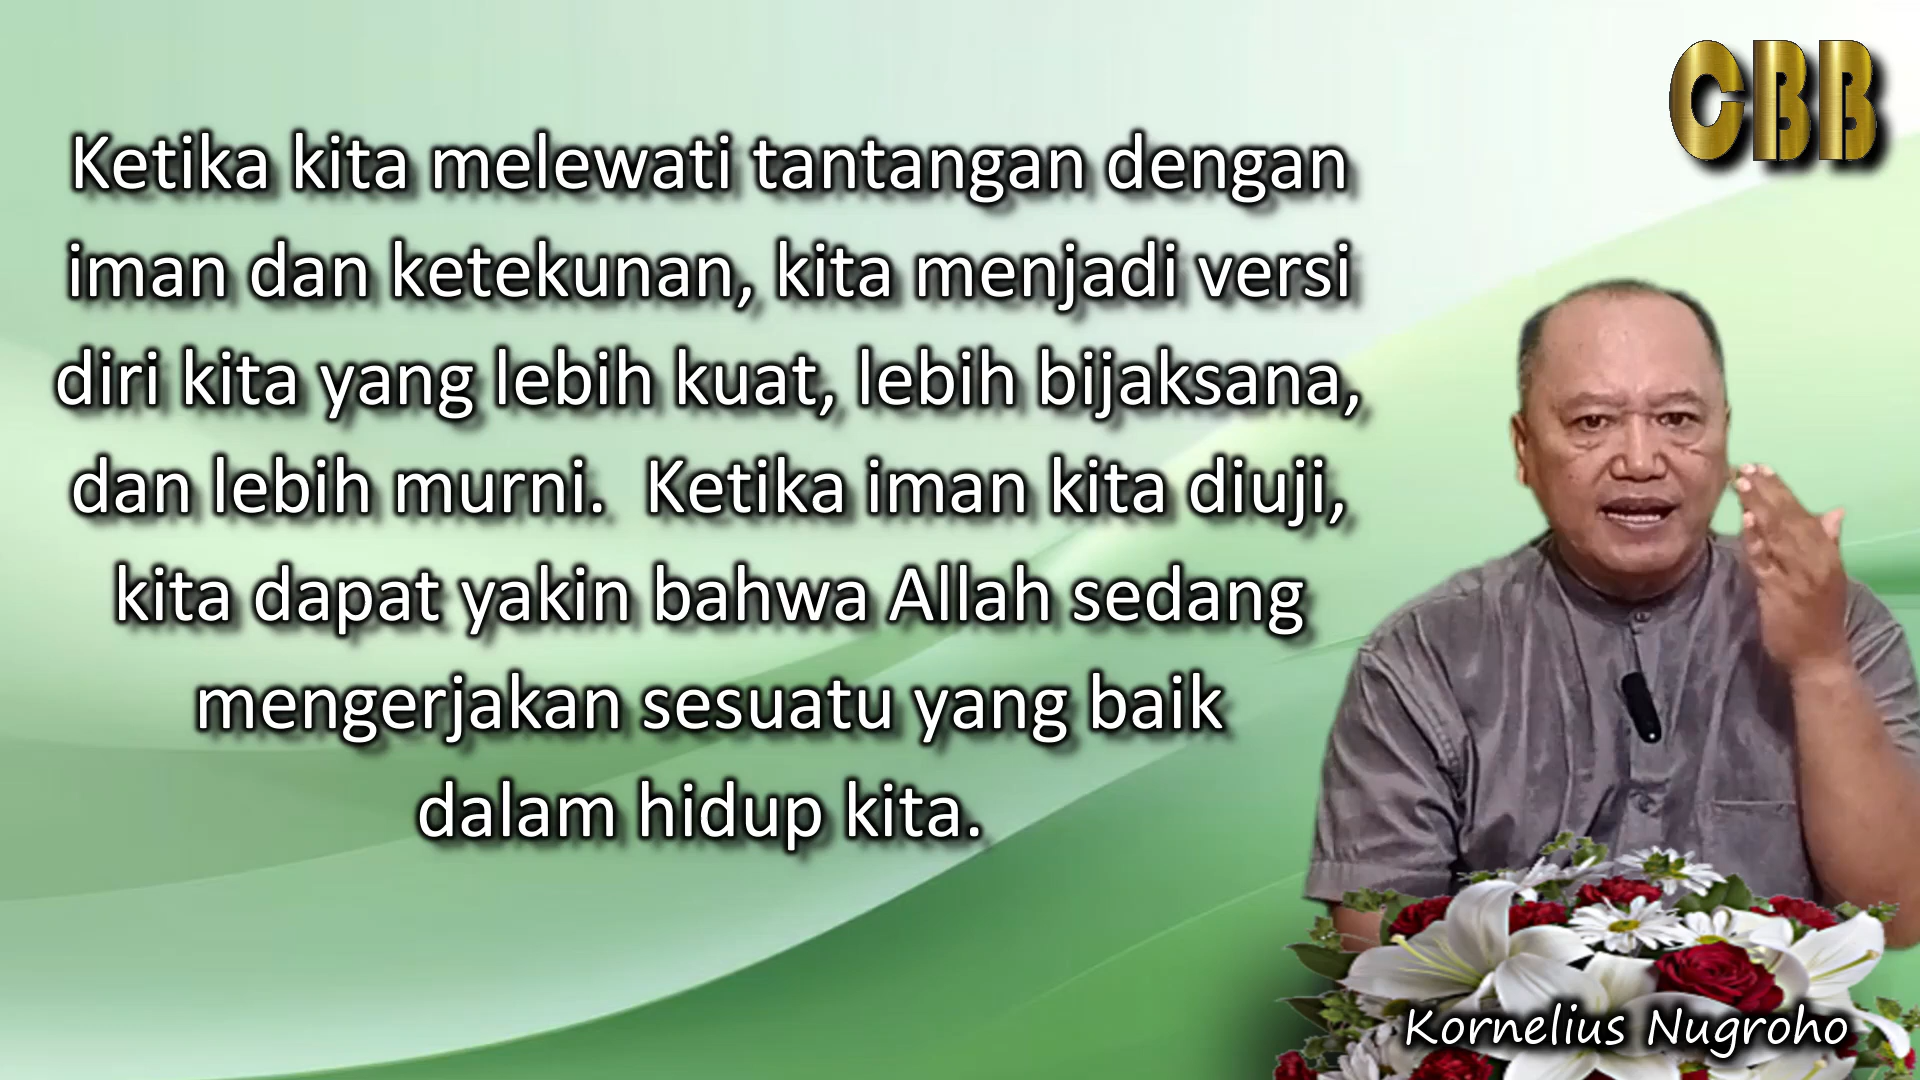 CBB
Ketika kita melewati tantangan dengan
iman dan ketekunan, kita menjadi versi
diri kita yang lebih kuat, lebih bijaksana,
dan lebih murni.  Ketika iman kita diuji,
kita dapat yakin bahwa Allah sedang
mengerjakan sesuatu yang baik
dalam hidup kita.
Kornelius Nugroho